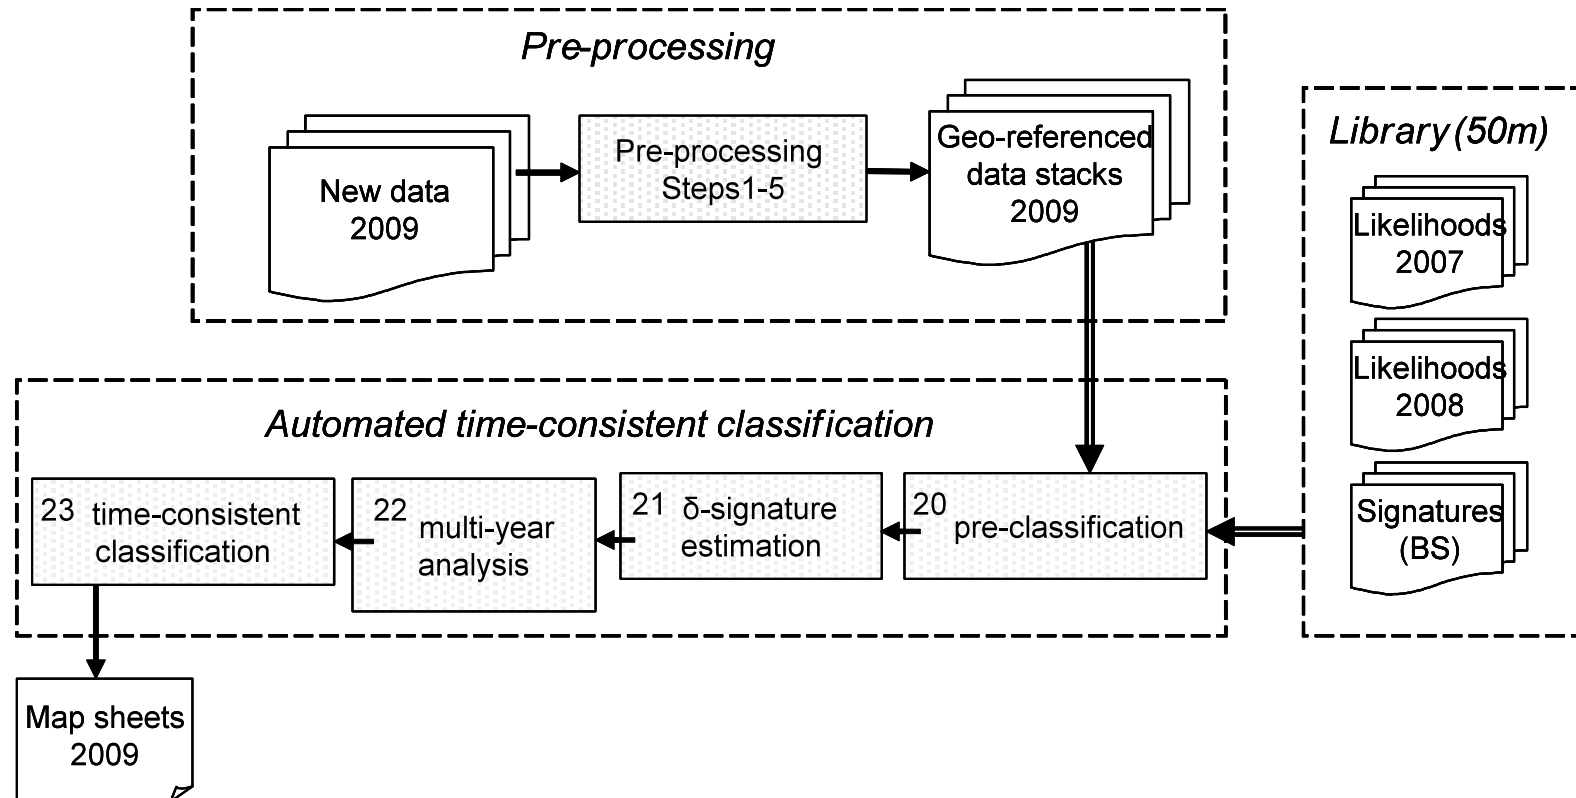 Pre-processing
New data
2009
Pre-processing
Steps1-5
Geo-referenced
data stacks
2009
Library (50m)
Likelihoods
2007
Likelihoods
2008
Signatures
(BS)
Automated time-consistent classification
23 time-consistent
classification
22 multi-year
analysis
21 δ-signature
estimation
20 pre-classification
Map sheets
2009